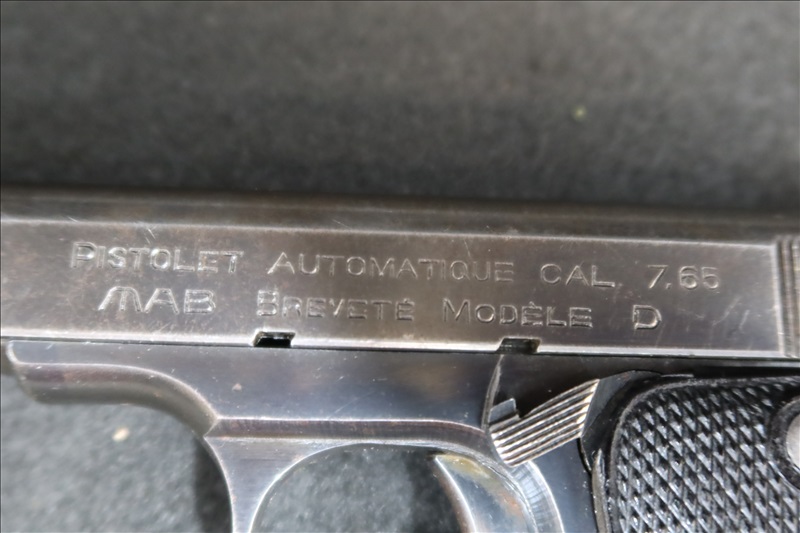 PISTOLET AUTOMATIQUE CAL. 7,65
MAB BREVETÉ MODÈLE D